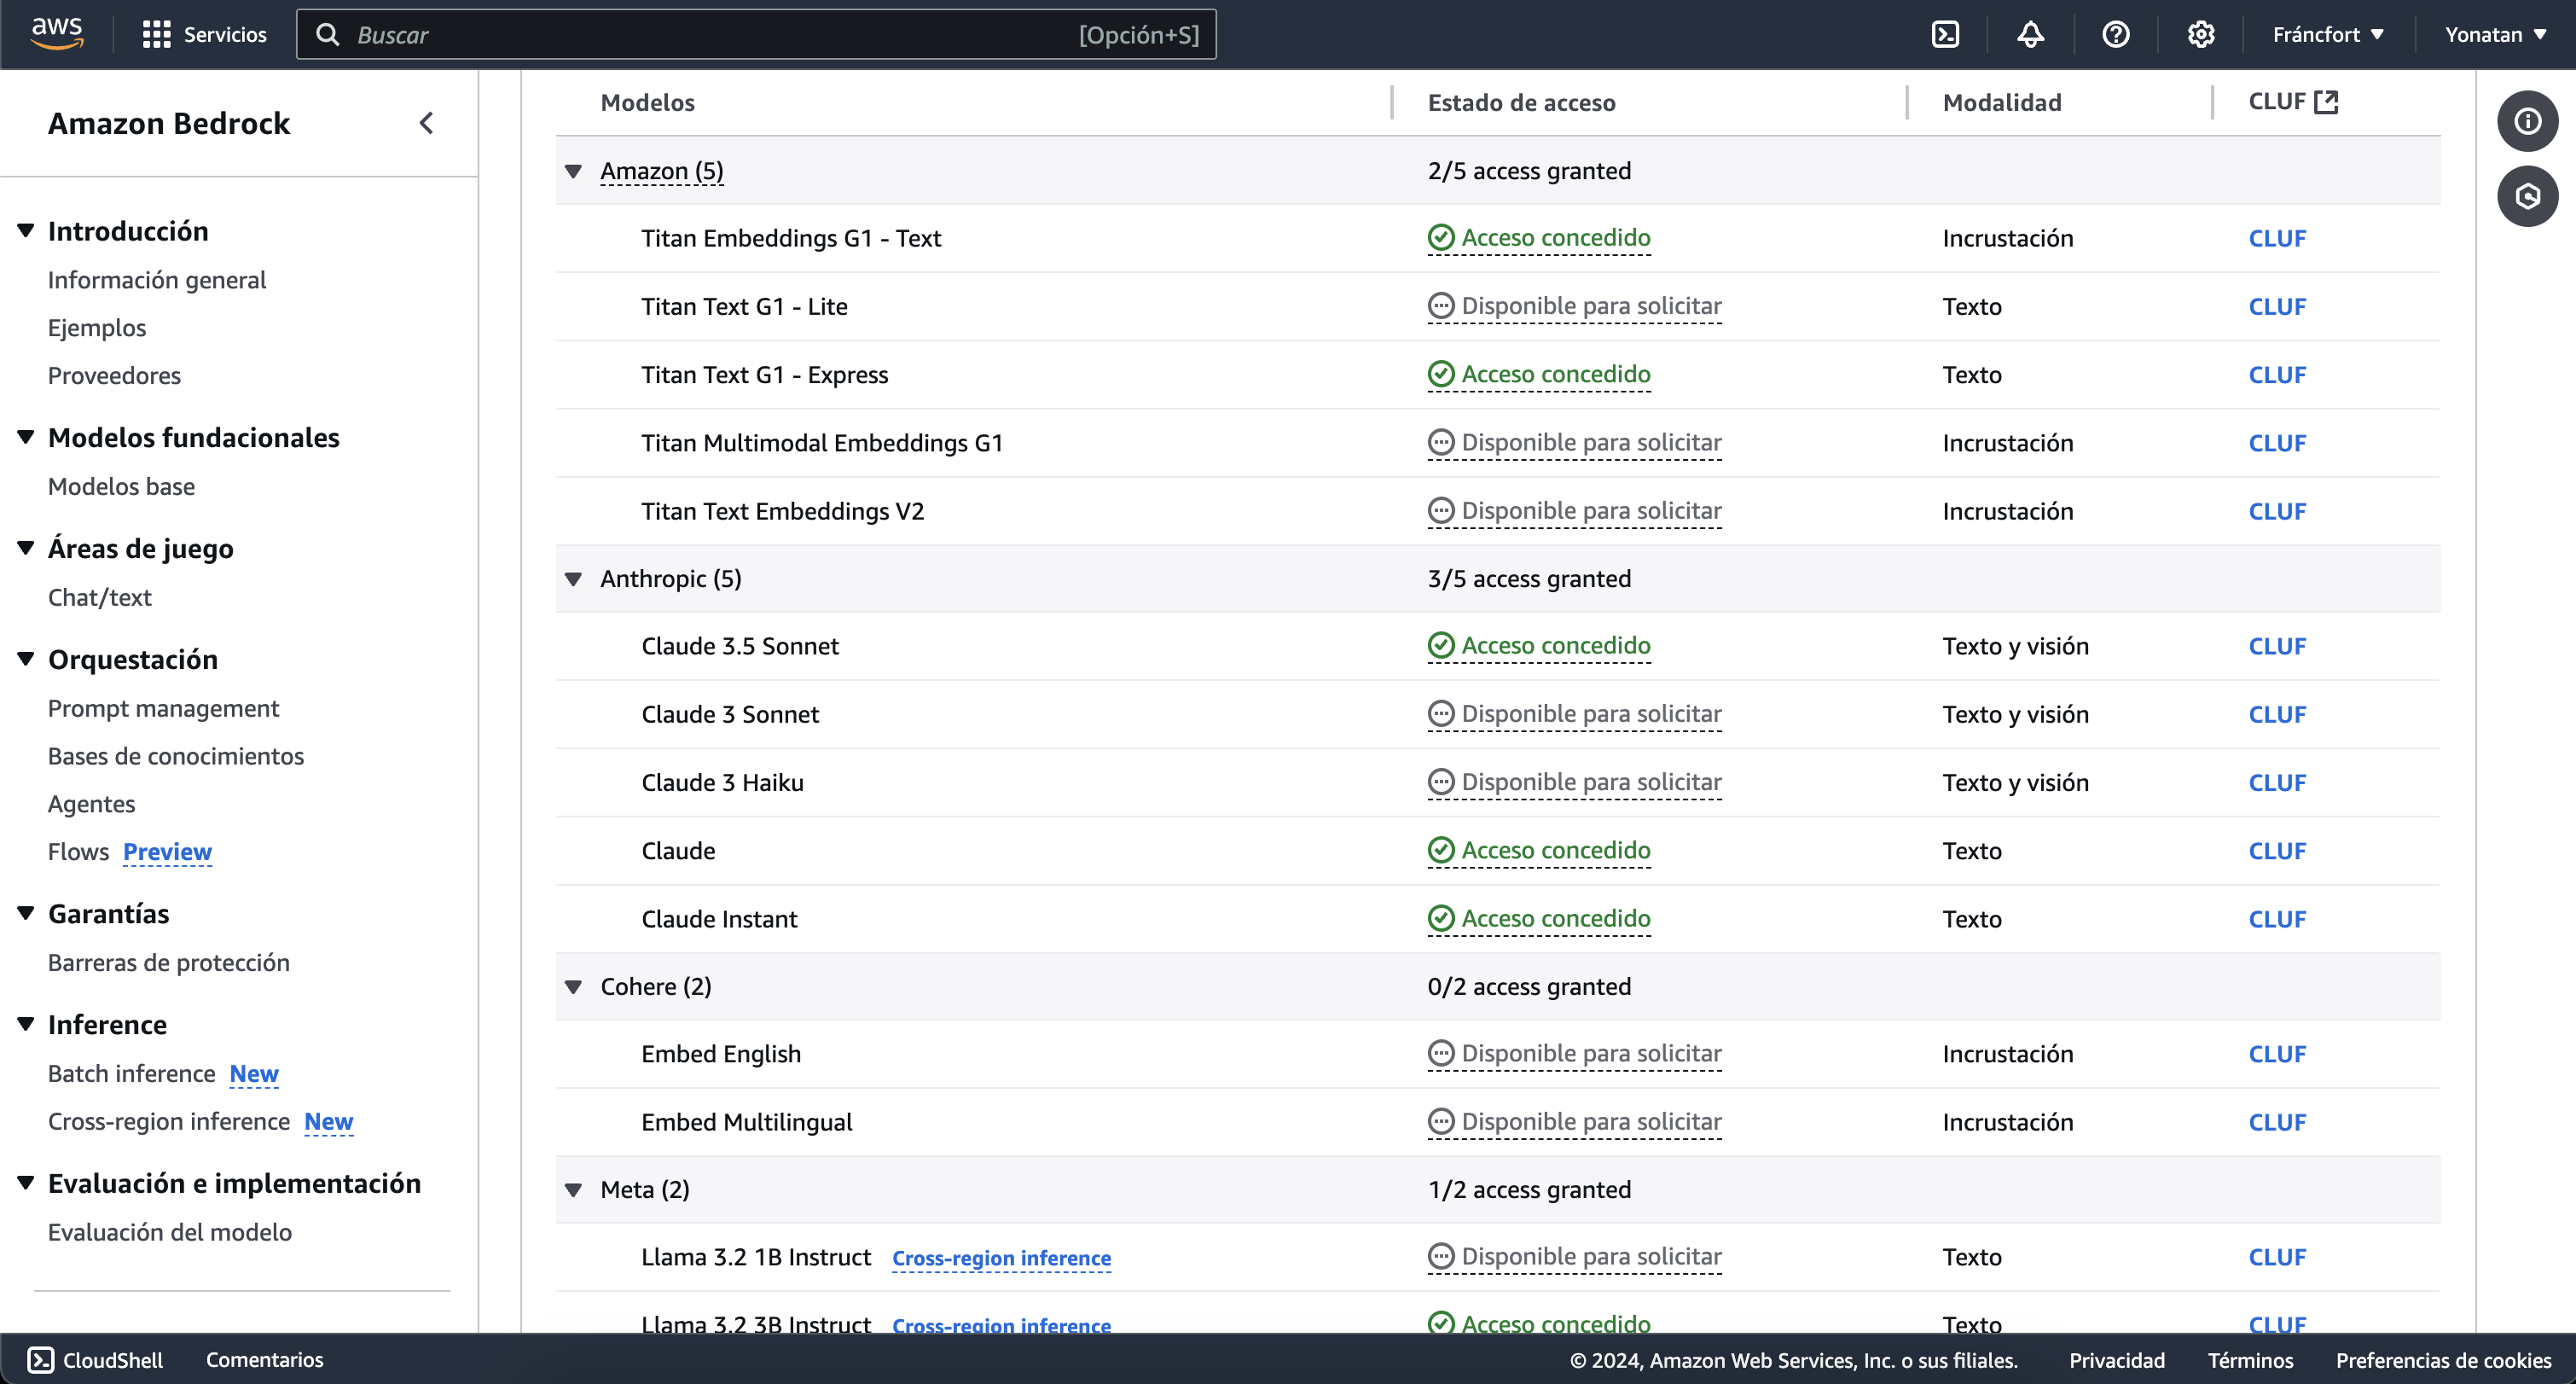 aws
Servicios
Buscar
[Opción+S]
Fráncfort
Yonatan
Amazon Bedrock
Introducción
Información general
Ejemplos
Proveedores
Modelos fundacionales
Modelos base
Áreas de juego
Chat/text
Orquestación
Prompt management
Bases de conocimientos
Agentes
Flows Preview
Garantías
Barreras de protección
Inference
Batch inference New
Cross-region inference New
Evaluación e implementación
Evaluación del modelo
Modelos Estado de acceso Modalidad CLUF
Amazon (5) 2/5 access granted
Titan Embeddings G1 - Text Acceso concedido Incrustación CLUF
Titan Text G1 - Lite Disponible para solicitar Texto CLUF
Titan Text G1 - Express Acceso concedido Texto CLUF
Titan Multimodal Embeddings G1 Disponible para solicitar Incrustación CLUF
Titan Text Embeddings V2 Disponible para solicitar Incrustación CLUF
Anthropic (5) 3/5 access granted
Claude 3.5 Sonnet Acceso concedido Texto y visión CLUF
Claude 3 Sonnet Disponible para solicitar Texto y visión CLUF
Claude 3 Haiku Disponible para solicitar Texto y visión CLUF
Claude Acceso concedido Texto CLUF
Claude Instant Acceso concedido Texto CLUF
Cohere (2) 0/2 access granted
Embed English Disponible para solicitar Incrustación CLUF
Embed Multilingual Disponible para solicitar Incrustación CLUF
Meta (2) 1/2 access granted
Llama 3.2 1B Instruct Cross-region inference Disponible para solicitar Texto CLUF
Llama 3.2 3B Instruct Cross-region inference Acceso concedido Texto CLUF
CloudShell Comentarios © 2024, Amazon Web Services, Inc. o sus filiales. Privacidad Términos Preferencias de cookies